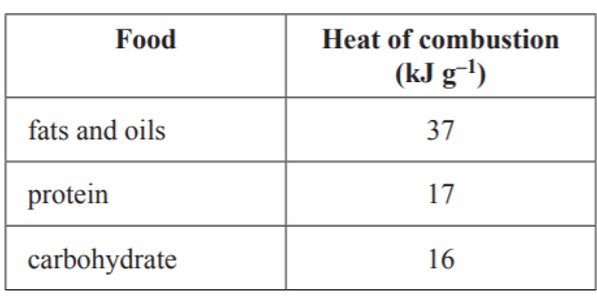 Food Heat of combustion
(kJ g⁻¹)
fats and oils 37
protein 17
carbohydrate 16